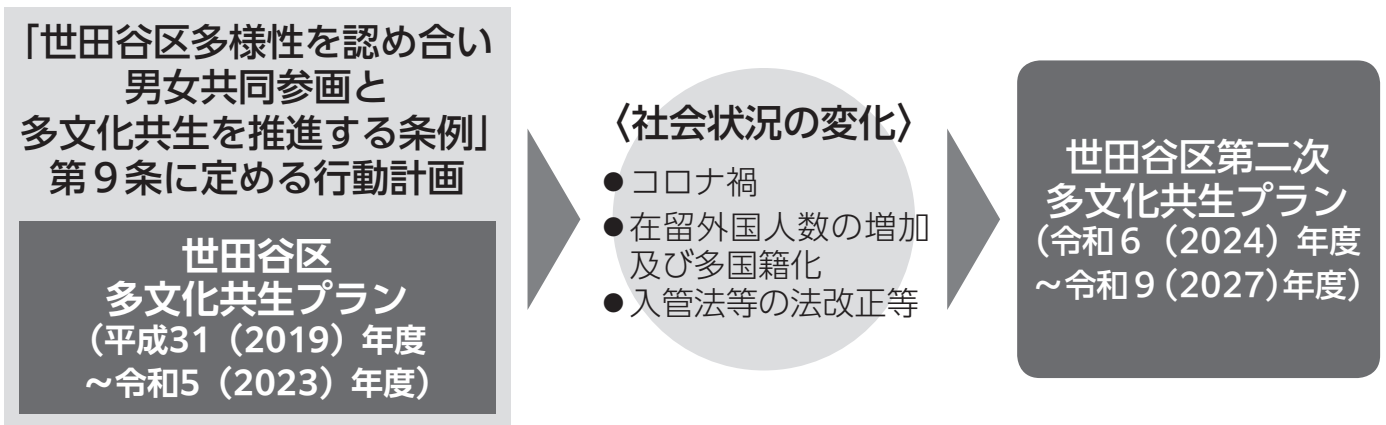 「世田谷区多様性を認め合い
男女共同参画と
多文化共生を推進する条例」
第９条に定める行動計画
世田谷区
多文化共生プラン
（平成31（2019）年度
～令和5（2023）年度）
〈社会状況の変化〉
●コロナ禍
●在留外国人数の増加
及び多国籍化
●入管法等の法改正等
世田谷区第二次
多文化共生プラン
（令和６（2024）年度
～令和９（2027）年度）